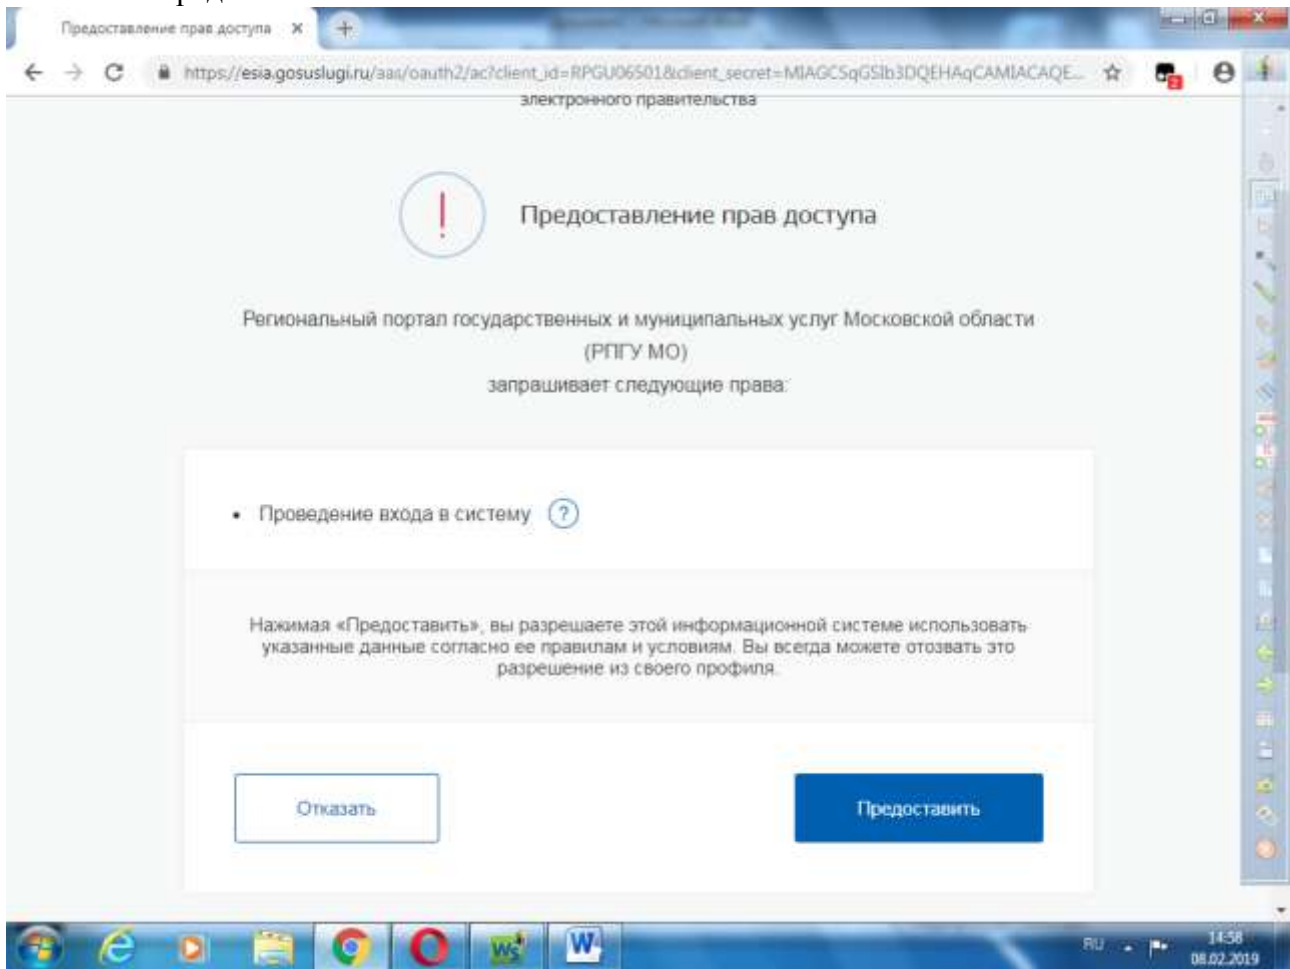 Предоставление прав доступа
https://esia.gosuslugi.ru/aas/oauth2/ac?client_id=RPGU06501&client_secret=MIAGCSqGSIb3DQEHAqCAMIACAQE...
2
электронного правительства
Предоставление прав доступа
Региональный портал государственных и муниципальных услуг Московской области
(РПГУ МО)
запрашивает следующие права:
• Проведение входа в систему ?
Нажимая «Предоставить», вы разрешаете этой информационной системе использовать
указанные данные согласно ее правилам и условиям. Вы всегда можете отозвать это
разрешение из своего профиля.
Отказать
Предоставить
RU
14:58
08.02.2019